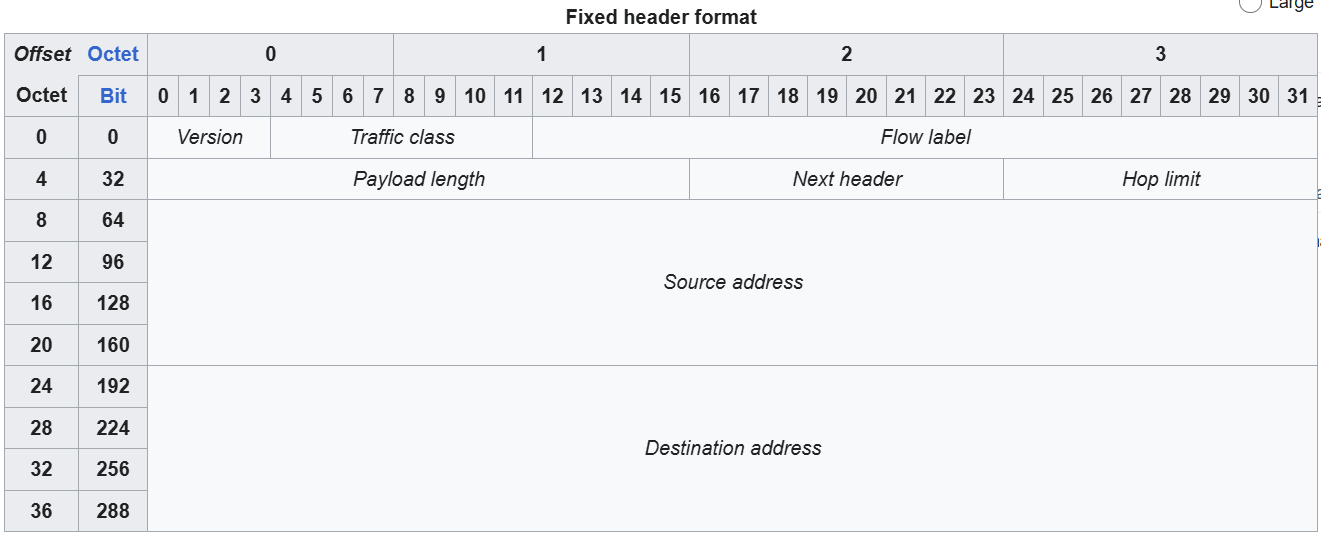 Large
Fixed header format
Offset Octet 0 1 2 3
Octet Bit 0 1 2 3 4 5 6 7 8 9 10 11 12 13 14 15 16 17 18 19 20 21 22 23 24 25 26 27 28 29 30 31
0 0 Version Traffic class Flow label
4 32 Payload length Next header Hop limit
8 64
12 96
Source address
16 128
20 160
24 192
28 224
Destination address
32 256
36 288